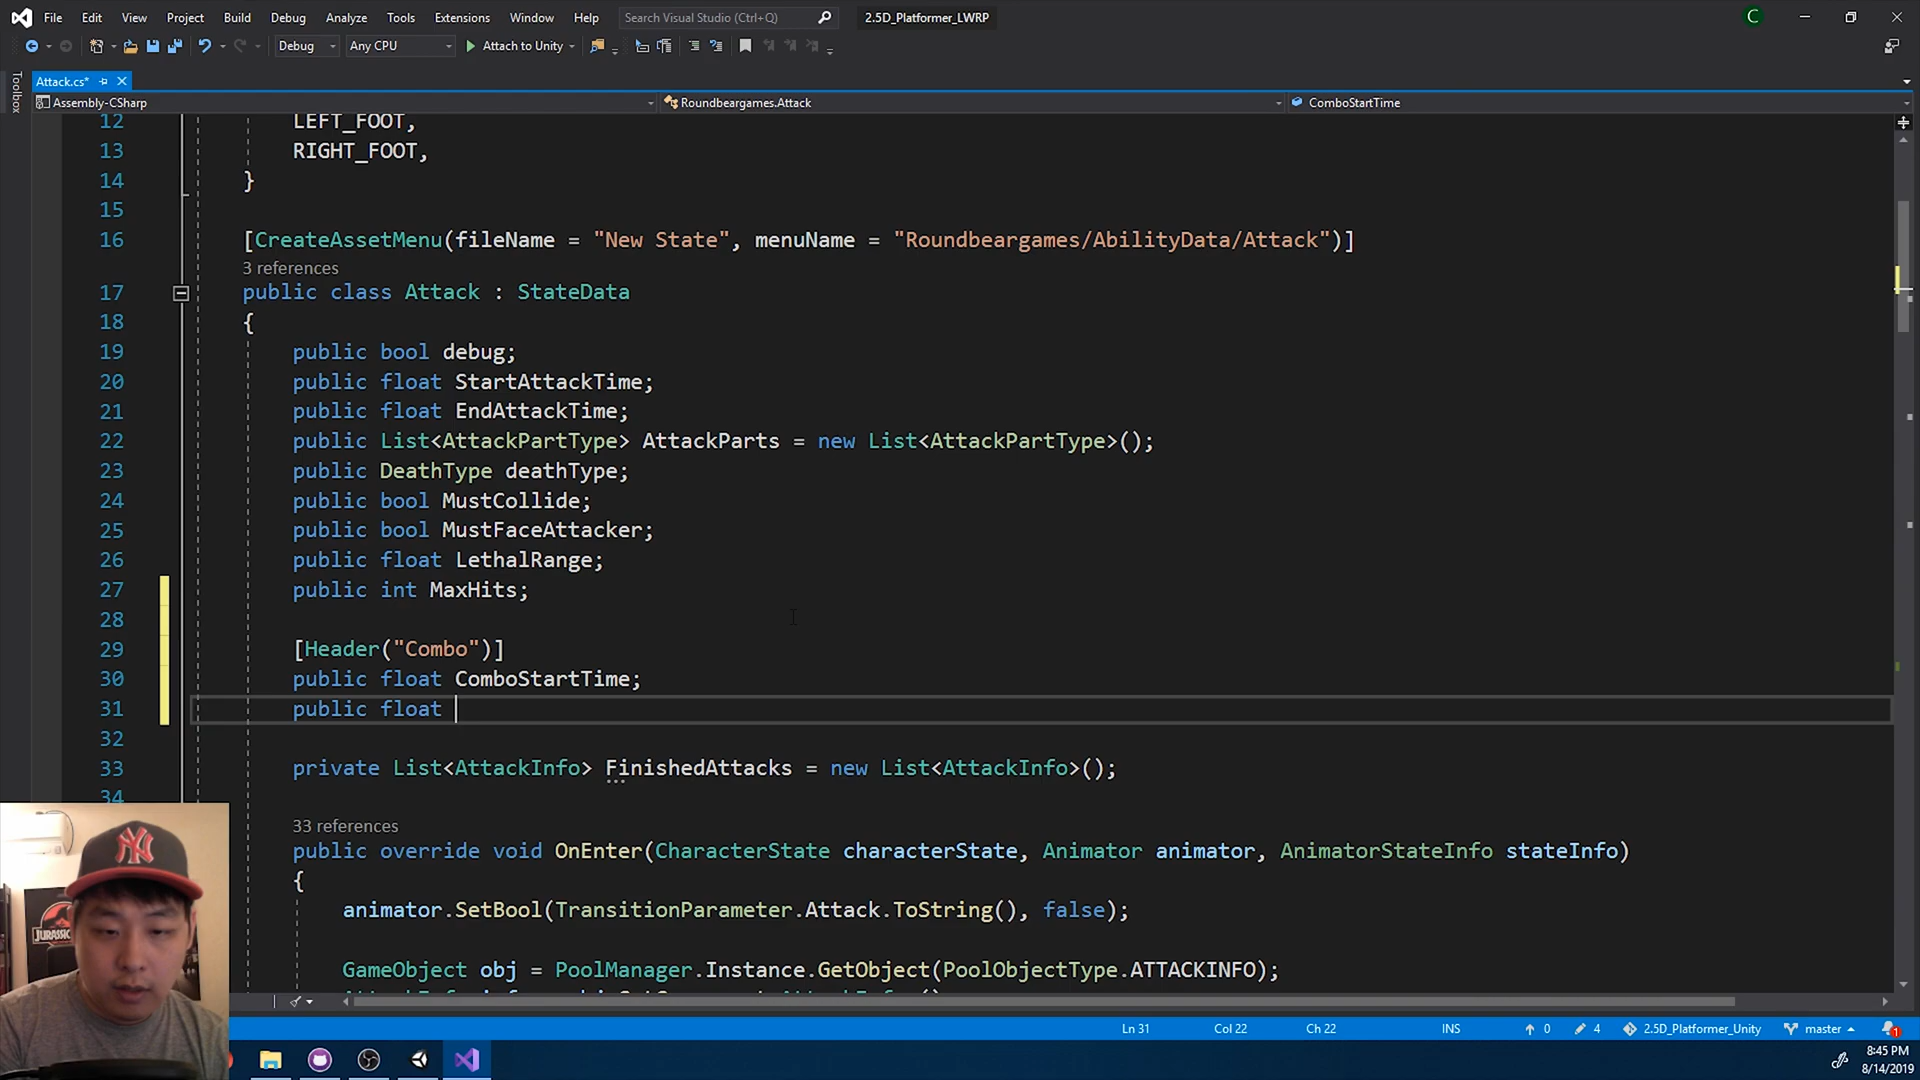 File Edit View Project Build Debug Analyze Tools Extensions Window Help Search Visual Studio (Ctrl+Q) 2.5D_Platformer_LWRP C
Debug Any CPU Attach to Unity
Toolbox
Attack.cs*
Assembly-CSharp Roundbeargames.Attack ComboStartTime
12 LEFT_FOOT,
13 RIGHT_FOOT,
14 }
15
16 [CreateAssetMenu(fileName = "New State", menuName = "Roundbeargames/AbilityData/Attack")]
3 references
17 public class Attack : StateData
18 {
19 public bool debug;
20 public float StartAttackTime;
21 public float EndAttackTime;
22 public List<AttackPartType> AttackParts = new List<AttackPartType>();
23 public DeathType deathType;
24 public bool MustCollide;
25 public bool MustFaceAttacker;
26 public float LethalRange;
27 public int MaxHits;
28
29 [Header("Combo")]
30 public float ComboStartTime;
31 public float
32
33 private List<AttackInfo> FinishedAttacks = new List<AttackInfo>();
34
33 references
public override void OnEnter(CharacterState characterState, Animator animator, AnimatorStateInfo stateInfo)
{
animator.SetBool(TransitionParameter.Attack.ToString(), false);
GameObject obj = PoolManager.Instance.GetObject(PoolObjectType.ATTACKINFO);
Ln 31 Col 22 Ch 22 INS 0 4 2.5D_Platformer_Unity master 1
8:45 PM
8/14/2019
JURASSIC